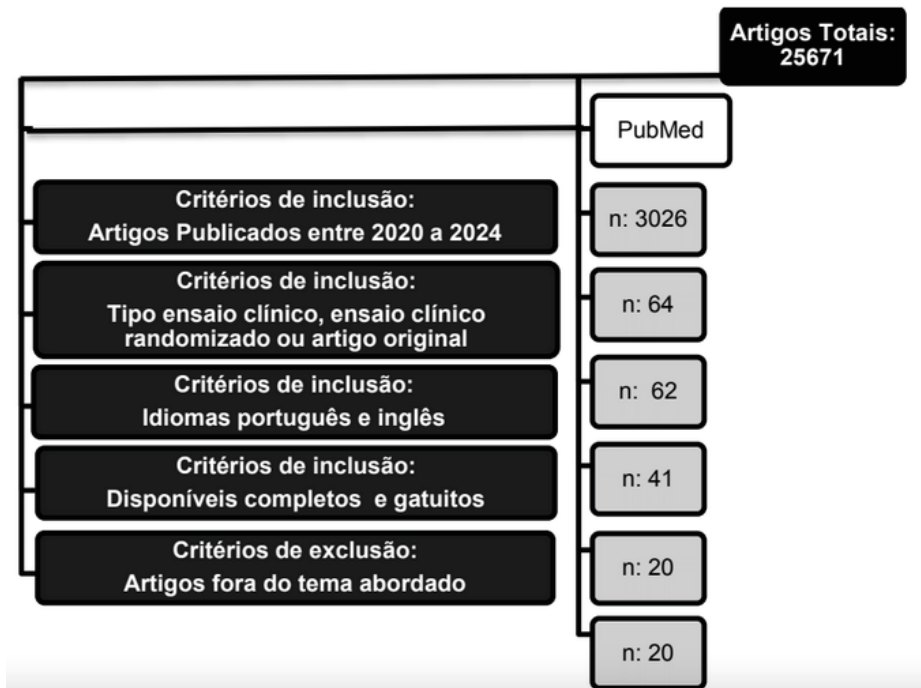 Artigos Totais:
25671
PubMed
Critérios de inclusão:
Artigos Publicados entre 2020 a 2024
n: 3026
Critérios de inclusão:
Tipo ensaio clínico, ensaio clínico
randomizado ou artigo original
n: 64
Critérios de inclusão:
Idiomas português e inglês
n: 62
Critérios de inclusão:
Disponíveis completos e gatuitos
n: 41
Critérios de exclusão:
Artigos fora do tema abordado
n: 20
n: 20